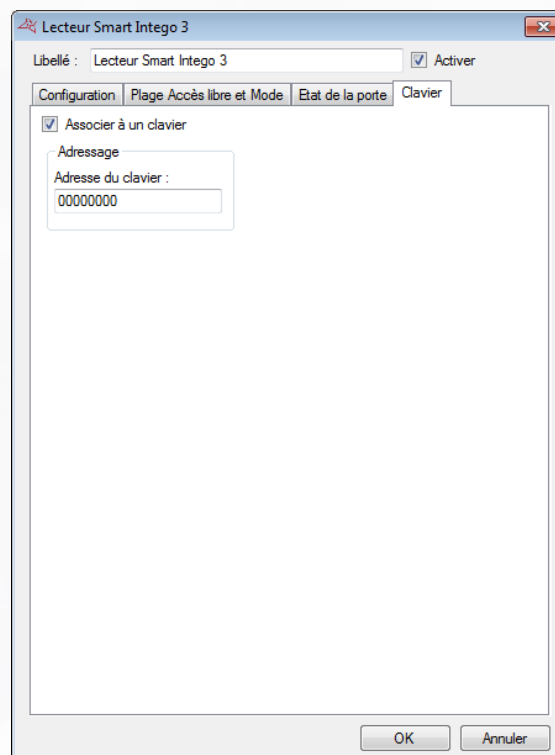 Lecteur Smart Intego 3
Libellé : Lecteur Smart Intego 3 Activer
Configuration Plage Accès libre et Mode Etat de la porte Clavier
Associer à un clavier
Adressage
Adresse du clavier :
00000000
OK Annuler